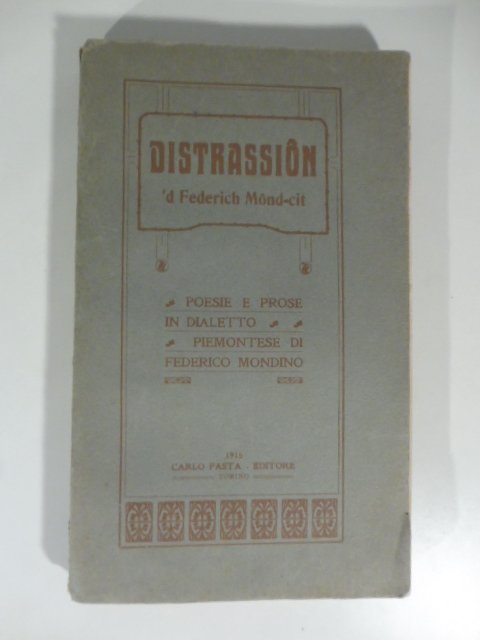 DISTRASSIÔN
'd Federich Mônd-cit
POESIE E PROSE
IN DIALETTO
PIEMONTESE DI
FEDERICO MONDINO
1915
CARLO PASTA - EDITORE
TORINO